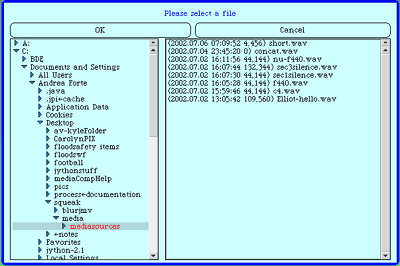 Please select a file
OK
Cancel
A:
C:
BDE
Documents and Settings
All Users
Andrea Forte
.java
.jpi+cache
Application Data
Cookies
Desktop
av-kyleFolder
CarolynPIX
floodsafety items
floodswf
football
jythonstuff
mediaCompHelp
pics
process+documentation
squeak
blurjmv
media
mediasources
+notes
Favorites
jython-2.1
Local Settings
(2002.07.06 07:09:52 4,456) short.wav
(2002.07.04 23:45:20 0) concat.wav
(2002.07.02 16:11:56 44,144) nu-f440.wav
(2002.07.02 16:07:44 132,344) sec3silence.wav
(2002.07.02 16:07:30 44,144) sec1silence.wav
(2002.07.02 16:05:28 44,144) f440.wav
(2002.07.02 15:59:46 44,144) c4.wav
(2002.07.02 13:05:42 109,560) Elliot-hello.wav